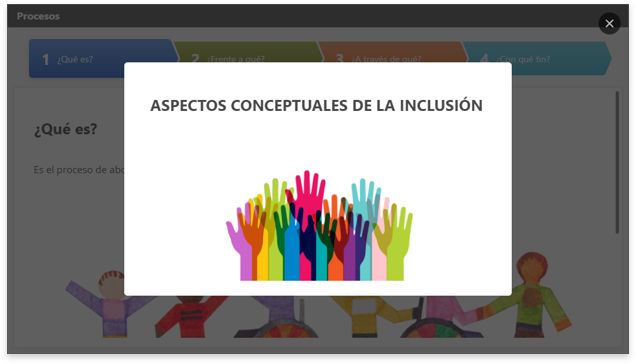 Procesos
1 ¿Qué es?
2 ¿Frente a qué?
3 ¿A través de qué?
4 ¿Con qué fin?
ASPECTOS CONCEPTUALES DE LA INCLUSIÓN
¿Qué es?
Es el proceso de abo